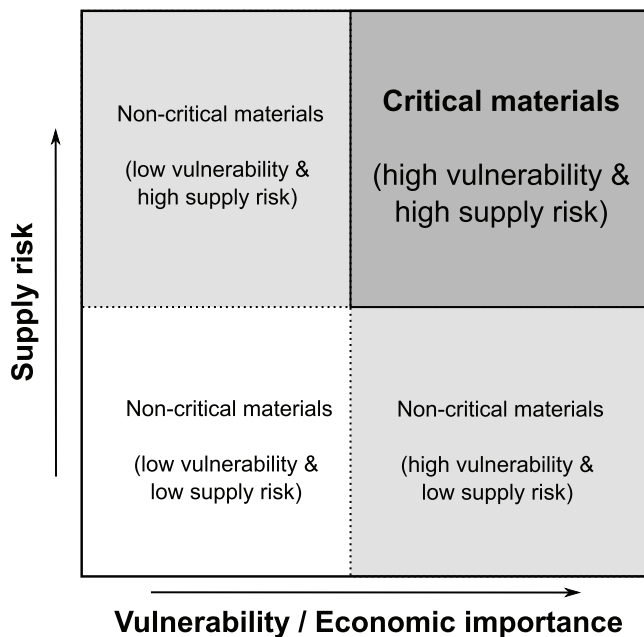 Non-critical materials
(low vulnerability &
high supply risk)
Critical materials
(high vulnerability &
high supply risk)
Supply risk
Non-critical materials
(low vulnerability &
low supply risk)
Non-critical materials
(high vulnerability &
low supply risk)
Vulnerability / Economic importance